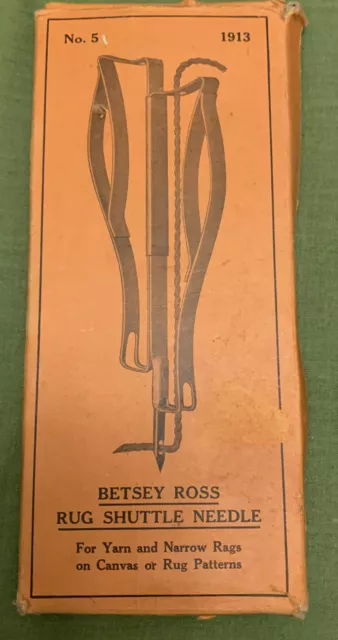 No. 5 1913
BETSEY ROSS
RUG SHUTTLE NEEDLE
For Yarn and Narrow Rags
on Canvas or Rug Patterns